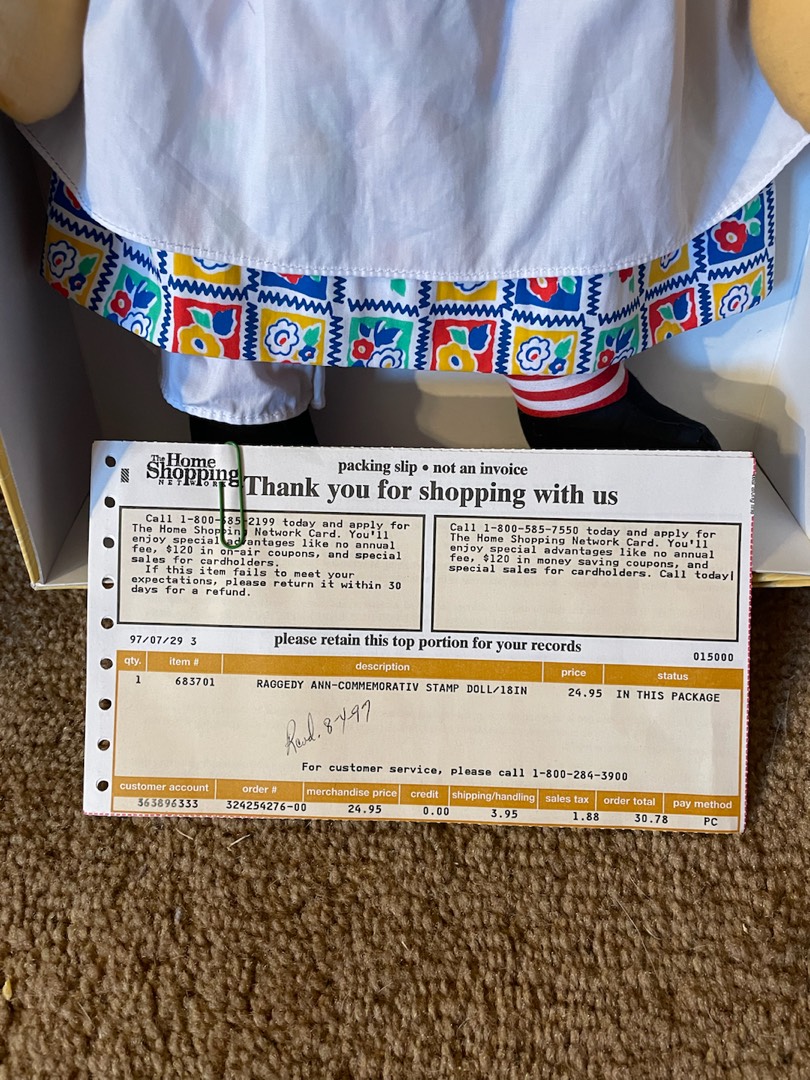 The Home
Shopping
NETWORK
packing slip • not an invoice
Thank you for shopping with us
Call 1-800-585-2199 today and apply for
The Home Shopping Network Card. You'll
enjoy special advantages like no annual
fee, $120 in on-air coupons, and special
sales for cardholders.
If this item fails to meet your
expectations, please return it within 30
days for a refund.
Call 1-800-585-7550 today and apply for
The Home Shopping Network Card. You'll
enjoy special advantages like no annual
fee, $120 in money saving coupons, and
special sales for cardholders. Call today!
97/07/29 3
please retain this top portion for your records
015000
qty. item # description price status
1 683701 RAGGEDY ANN-COMMEMORATIV STAMP DOLL/18IN 24.95 IN THIS PACKAGE
Recd. 8-4-97
For customer service, please call 1-800-284-3900
customer account order # merchandise price credit shipping/handling sales tax order total pay method
363896333 324254276-00 24.95 0.00 3.95 1.88 30.78 PC